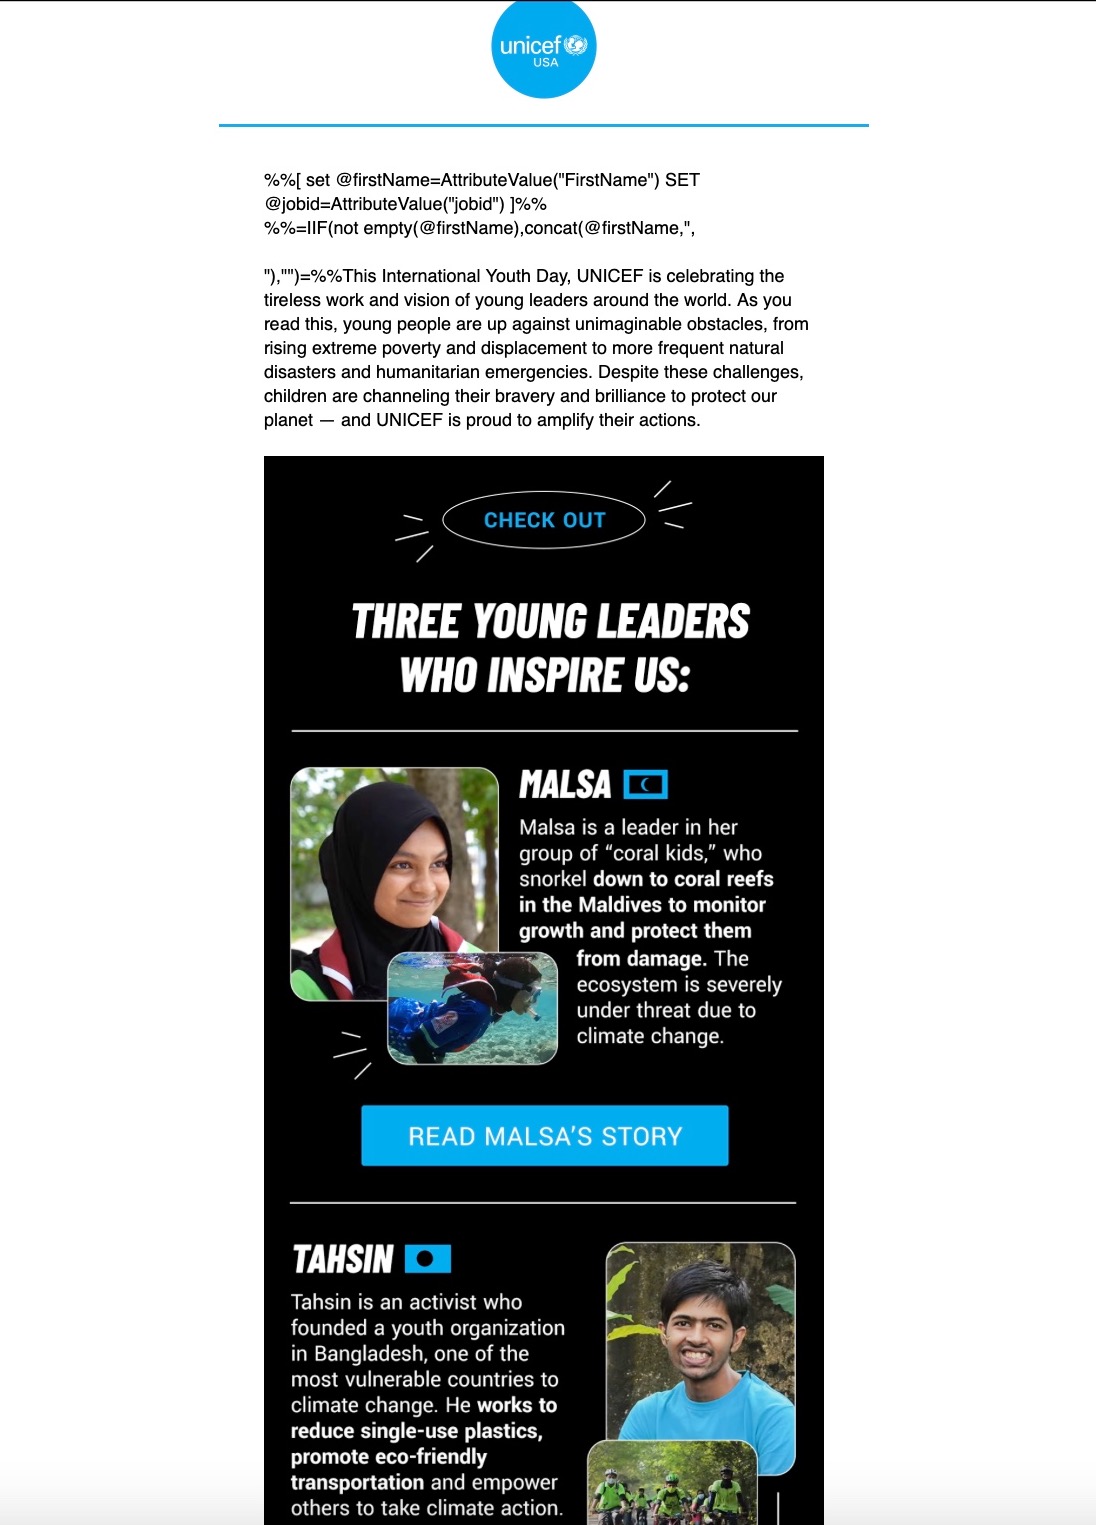 unicef
USA
%%[ set @firstName=AttributeValue("FirstName") SET
@jobid=AttributeValue("jobid") ]%%
%%=IIF(not empty(@firstName),concat(@firstName,",
"),"")=%%This International Youth Day, UNICEF is celebrating the
tireless work and vision of young leaders around the world. As you
read this, young people are up against unimaginable obstacles, from
rising extreme poverty and displacement to more frequent natural
disasters and humanitarian emergencies. Despite these challenges,
children are channeling their bravery and brilliance to protect our
planet — and UNICEF is proud to amplify their actions.
CHECK OUT
THREE YOUNG LEADERS
WHO INSPIRE US:
MALSA
Malsa is a leader in her
group of “coral kids,” who
snorkel down to coral reefs
in the Maldives to monitor
growth and protect them
from damage. The
ecosystem is severely
under threat due to
climate change.
READ MALSA’S STORY
TAHSIN
Tahsin is an activist who
founded a youth organization
in Bangladesh, one of the
most vulnerable countries to
climate change. He works to
reduce single-use plastics,
promote eco-friendly
transportation and empower
others to take climate action.